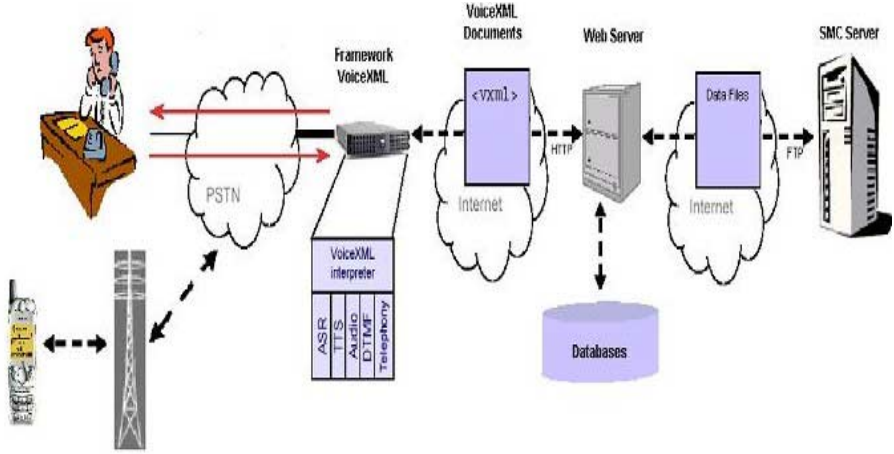 VoiceXML
Documents
Web Server
SMC Server
Framework
VoiceXML
<vxml>
Data Files
HTTP
FTP
PSTN
Internet
Internet
VoiceXML
interpreter
ASR
TTS
Audio
DTMF
Telephony
Databases